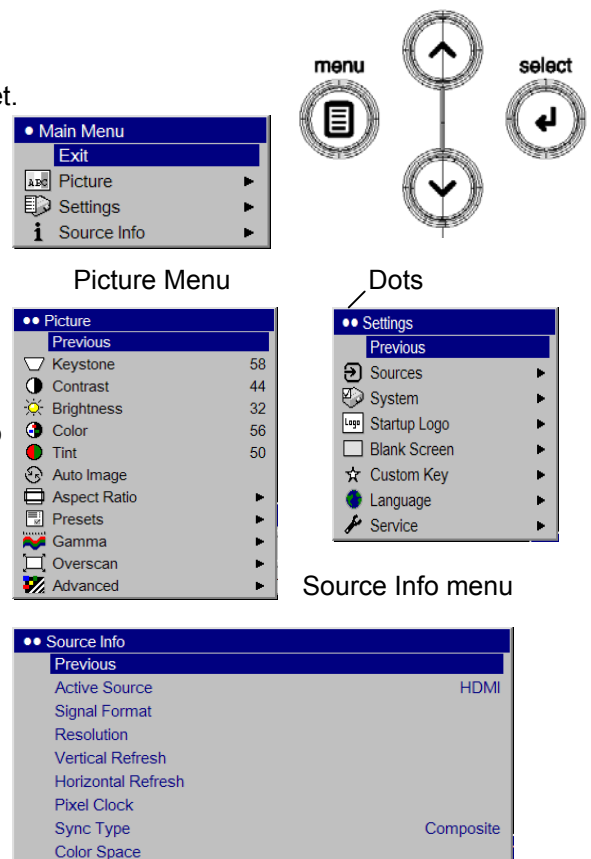 menu
select
et.
● Main Menu
Exit
ABC Picture
Settings
i Source Info
Picture Menu
Dots
●● Picture
Previous
Keystone 58
Contrast 44
Brightness 32
Color 56
Tint 50
Auto Image
Aspect Ratio
Presets
Gamma
Overscan
Advanced
●● Settings
Previous
Sources
System
Logo Startup Logo
Blank Screen
Custom Key
Language
Service
Source Info menu
●● Source Info
Previous
Active Source HDMI
Signal Format
Resolution
Vertical Refresh
Horizontal Refresh
Pixel Clock
Sync Type Composite
Color Space